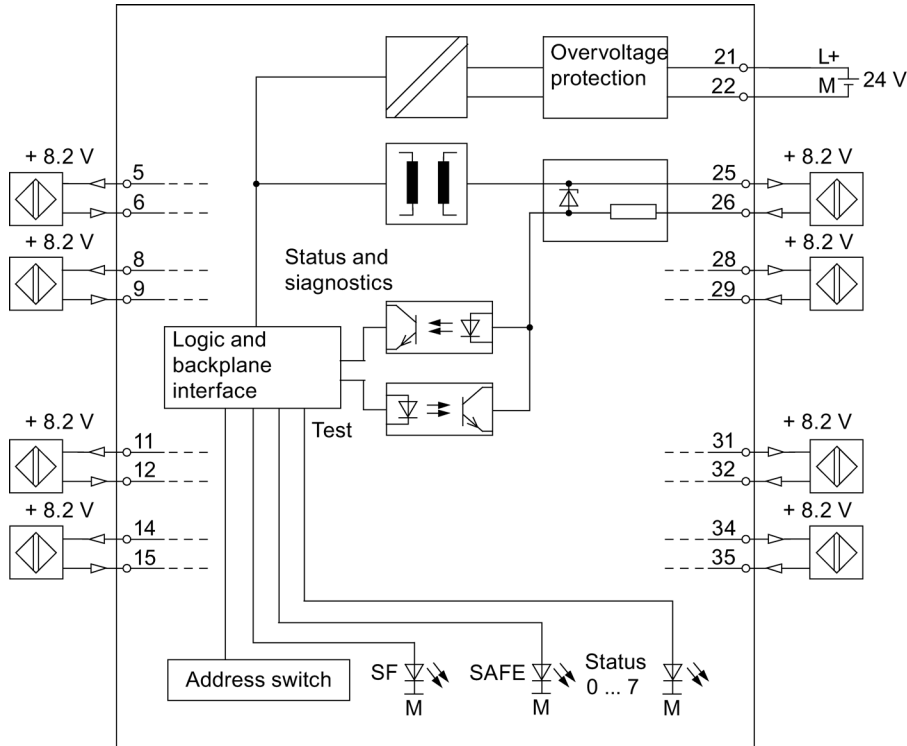 Overvoltage
protection
21
L+
22
M
24 V
+ 8.2 V
5
6
25
26
+ 8.2 V
+ 8.2 V
8
9
Status and
siagnostics
28
29
+ 8.2 V
Logic and
backplane
interface
Test
+ 8.2 V
11
12
31
32
+ 8.2 V
+ 8.2 V
14
15
34
35
+ 8.2 V
Address switch
SF
M
SAFE
M
Status
0 ... 7
M